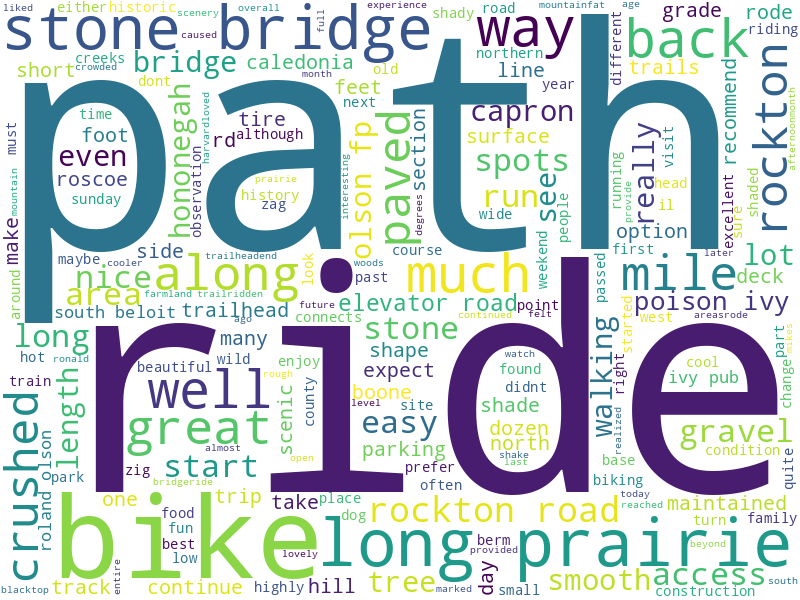 liked scenery overall full experience mountainfat age
either historic caused crowded shady road rode riding
stone bridge way grade back
creeks bridge caledonia northern different
short dont feet line trails
must time tire old next year month
foot rd although capron surface
even roscoe sunday
path
hononegah observation harvardloved
prairie history zag
interesting olson fp paved degrees section
spots run see wide course
really visit recommend excellent shaded rockton afternoonmonth
running provide people weekend head il sure
option first
mountain make around maybe
side nice along area
look cooler woods past trailheadend
much mile lot deck later
farmland trailridden
south beloit trailhead elevator road point passed poison ivy
future continued felt connects
ago
long many stone started west areasrode part
hot ronald wild rough enjoy shape watch found walking right cool change mikes
train beautiful expect didnt ivy pub
ride
well county boone site
length scenic level shade dozen realized
great easy north gravel
crushed start parking almost shake base condition
roland olson park zig open prefer often last biking quite
bridgeride
one trip take place today maintained
food fun dog rockton road reached turn family
bike best low long prairie
lovely berm provided smooth access beyond
track continue highly hill tree day small marked construction south
blacktop entire